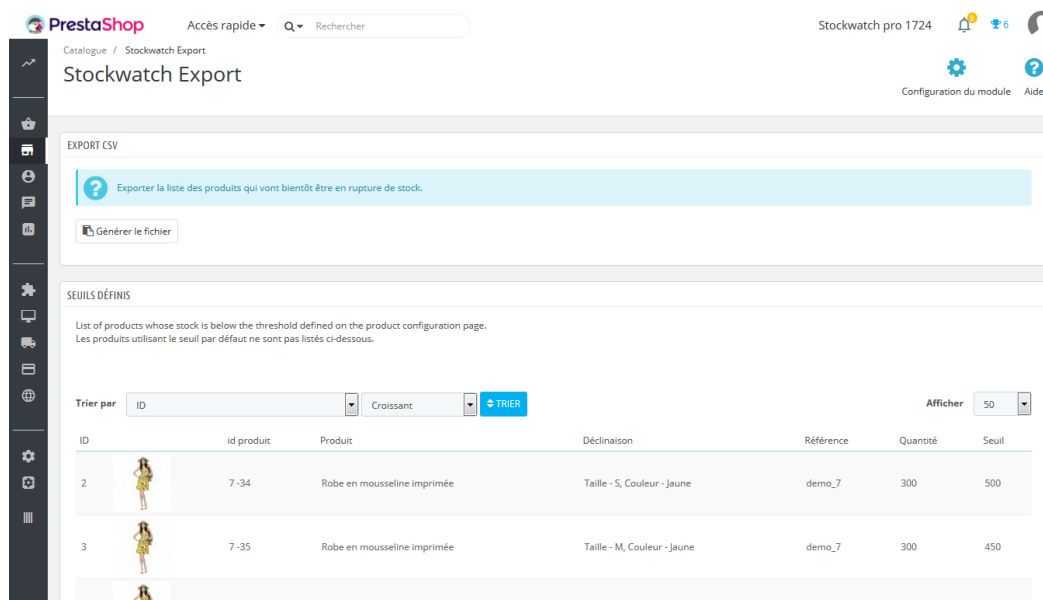 PrestaShop
Accès rapide
Rechercher
Stockwatch pro 1724
8
6
Catalogue / Stockwatch Export
Stockwatch Export
Configuration du module
Aide
EXPORT CSV
Exporter la liste des produits qui vont bientôt être en rupture de stock.
Générer le fichier
SEUILS DÉFINIS
List of products whose stock is below the threshold defined on the product configuration page.
Les produits utilisant le seuil par défaut ne sont pas listés ci-dessous.
Trier par ID Croissant TRIER Afficher 50
ID id produit Produit Déclinaison Référence Quantité Seuil
2 7 -34 Robe en mousseline imprimée Taille - S, Couleur - Jaune demo_7 300 500
3 7 -35 Robe en mousseline imprimée Taille - M, Couleur - Jaune demo_7 300 450